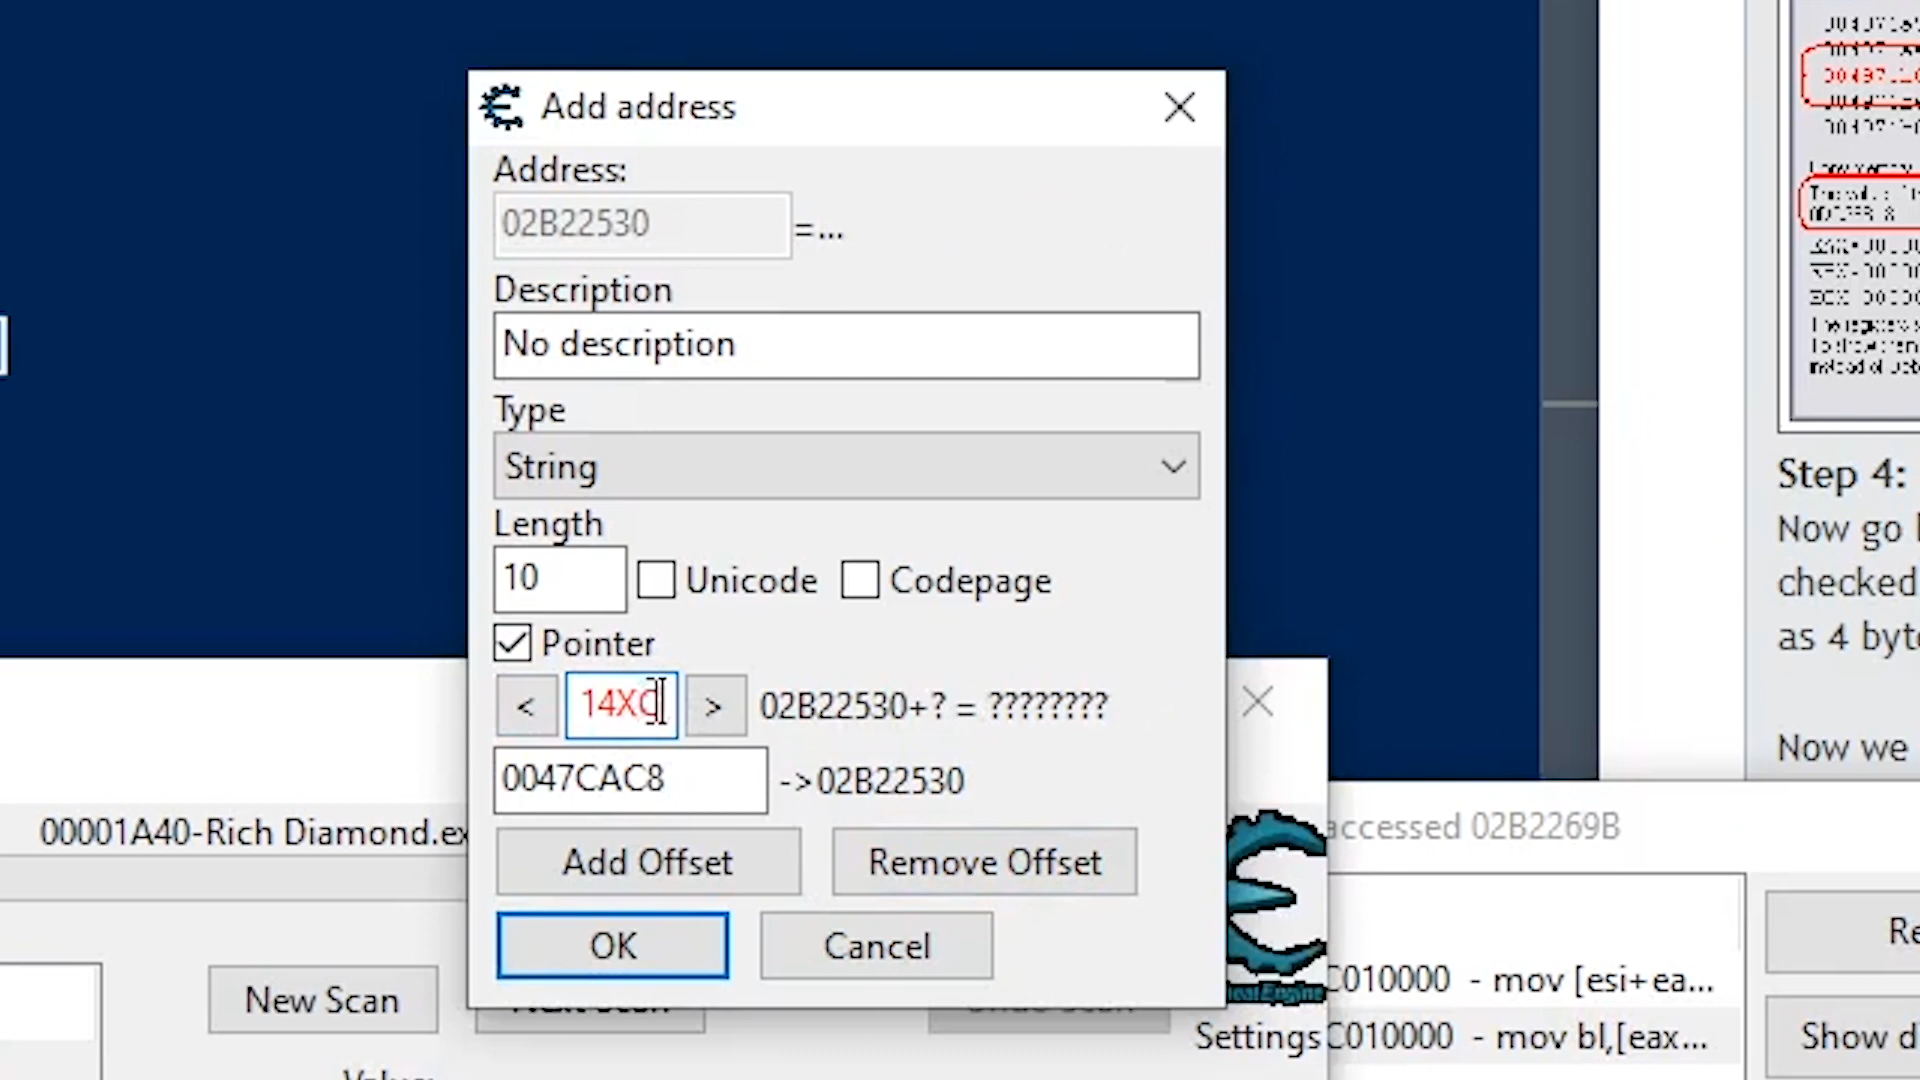 Add address
Address:
02B22530
=...
Description
No description
Type
String
Length
10
Unicode
Codepage
Pointer
<
14XC
>
02B22530+? = ????????
0047CAC8
->02B22530
Add Offset
Remove Offset
OK
Cancel
00001A40-Rich Diamond.ex
accessed 02B2269B
New Scan
Settings
C010000 - mov [esi+ea...
C010000 - mov bl,[eax...
Re
Show d
Step 4:
Now go
checked
as 4 byt
Now we